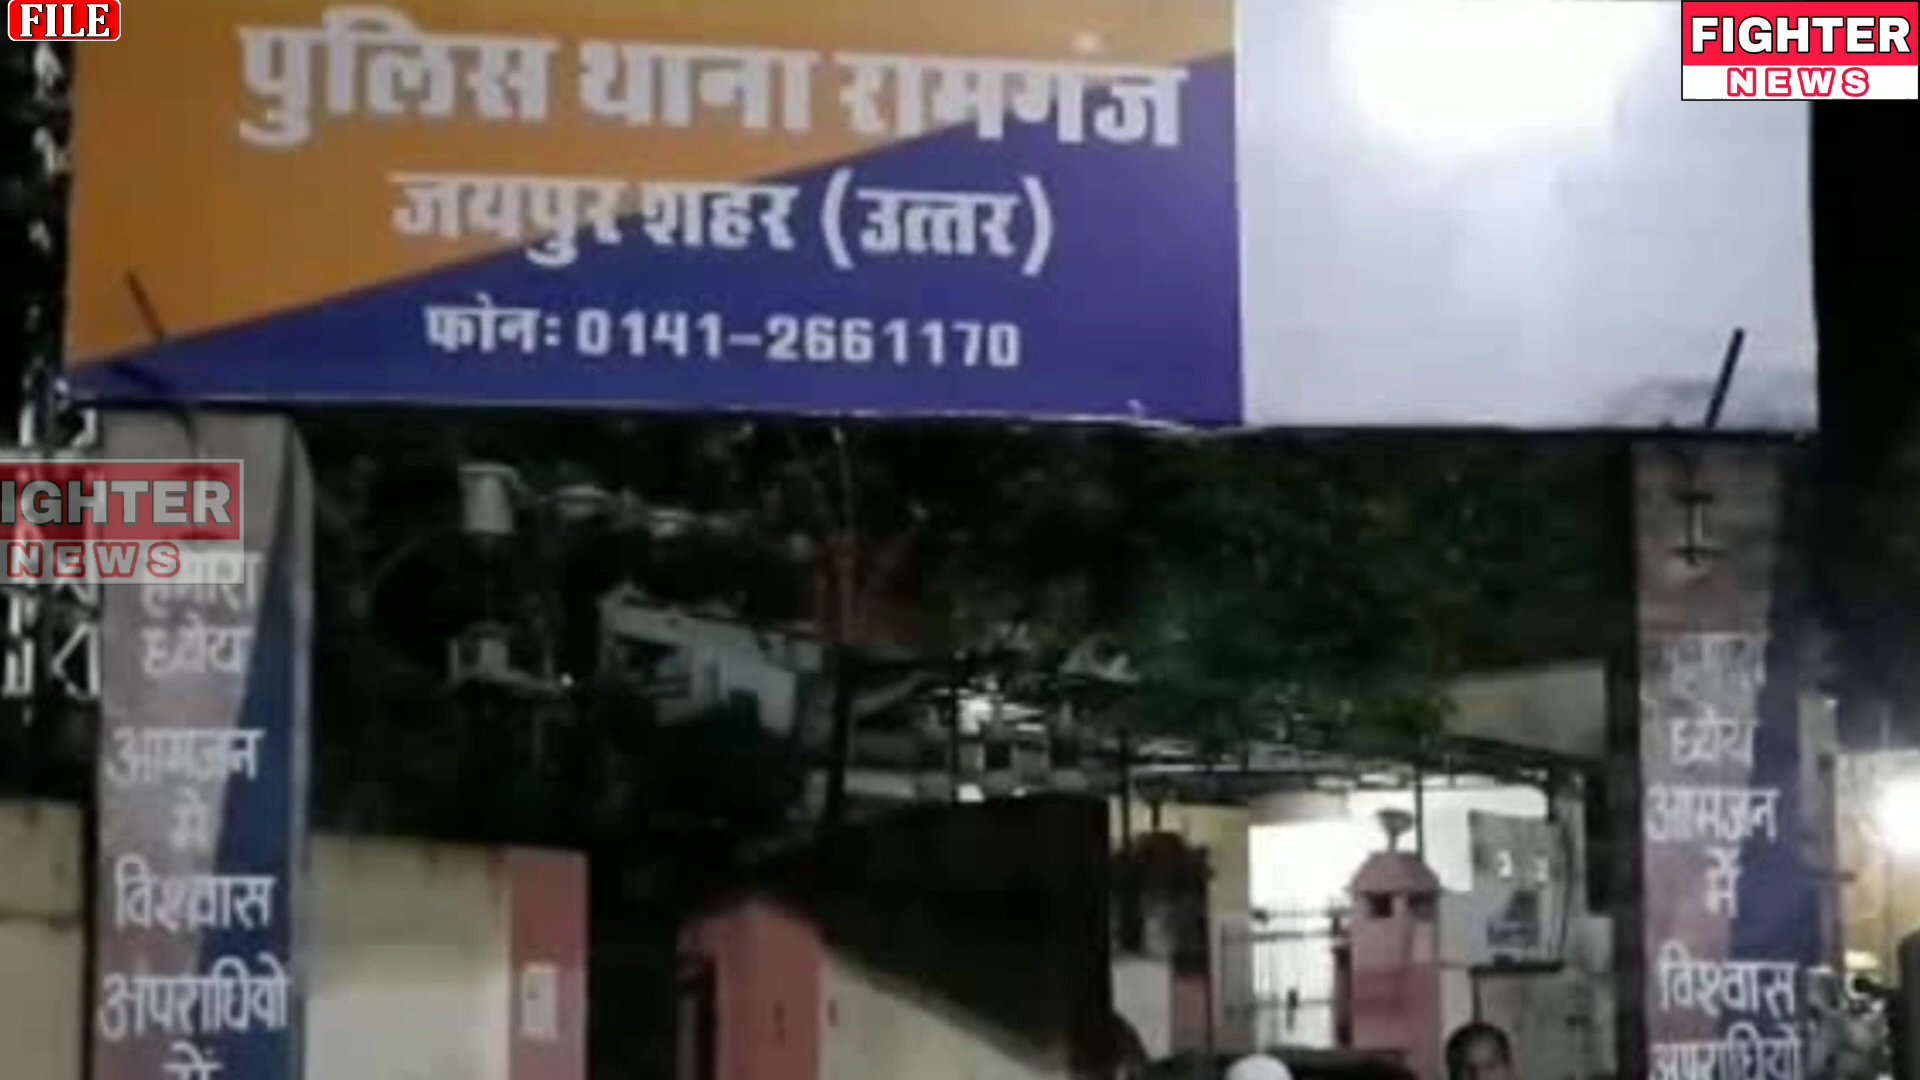 FILE
FIGHTER
NEWS
पुलिस थाना रामगंज
जयपुर शहर (उत्तर)
फोन: 0141-2661170
IGHTER
NEWS
हमारा
ध्येय
आमजन
में
विश्वास
अपराधियो
में
ध्येय
आमजन
में
विश्वास
अपराधियों